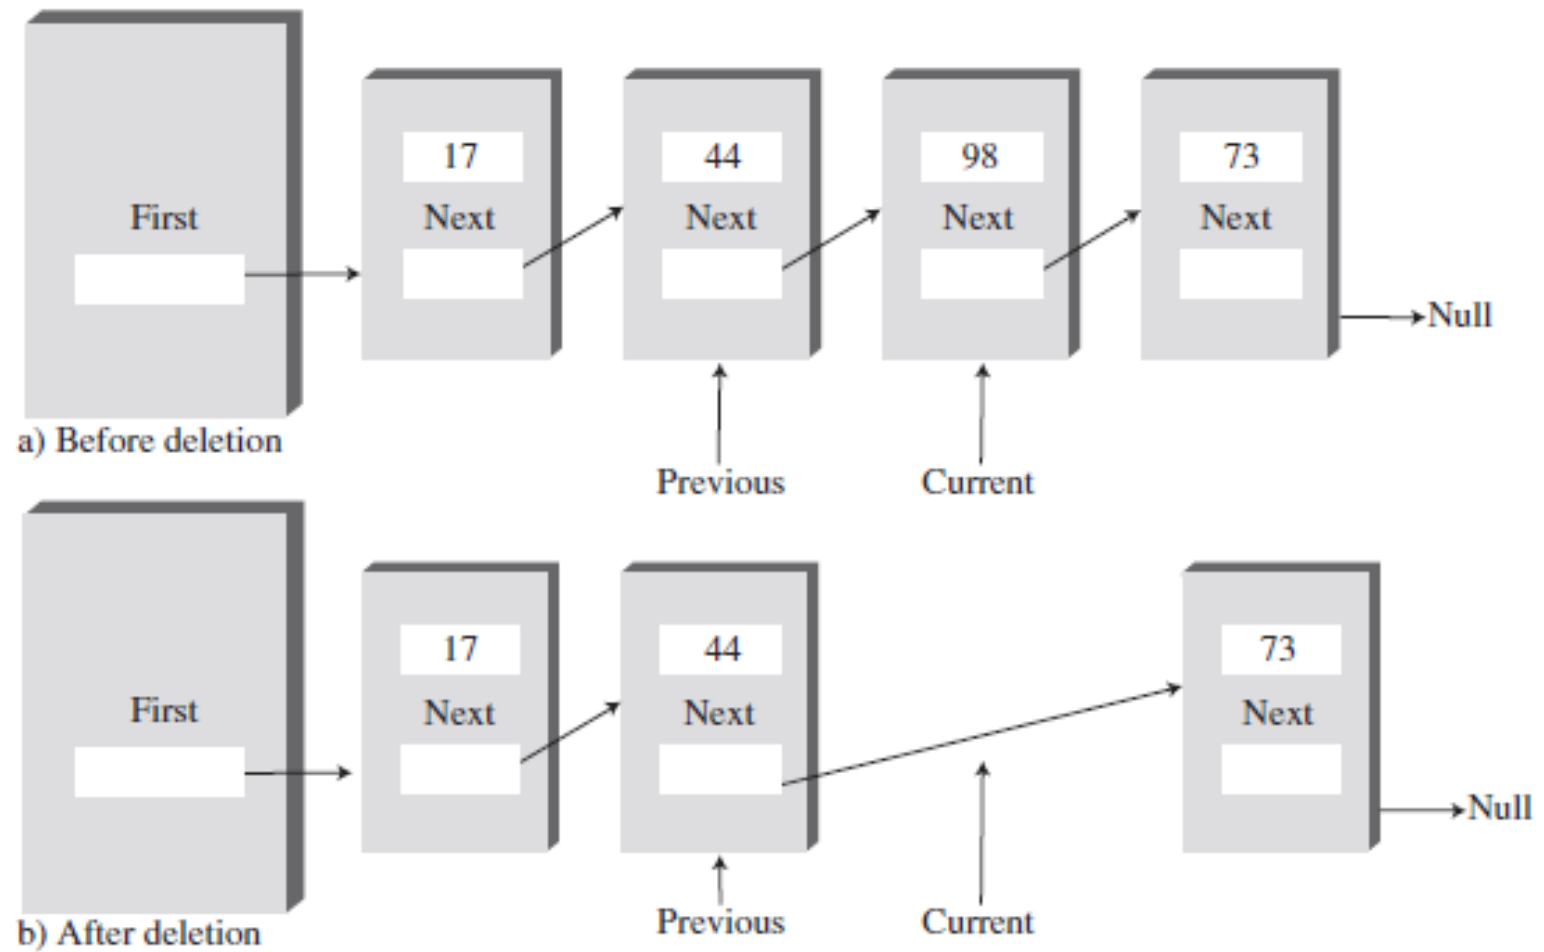 17 44 98 73
First Next Next Next Next
Null
a) Before deletion
Previous Current
17 44 73
First Next Next Next
Null
b) After deletion
Previous Current